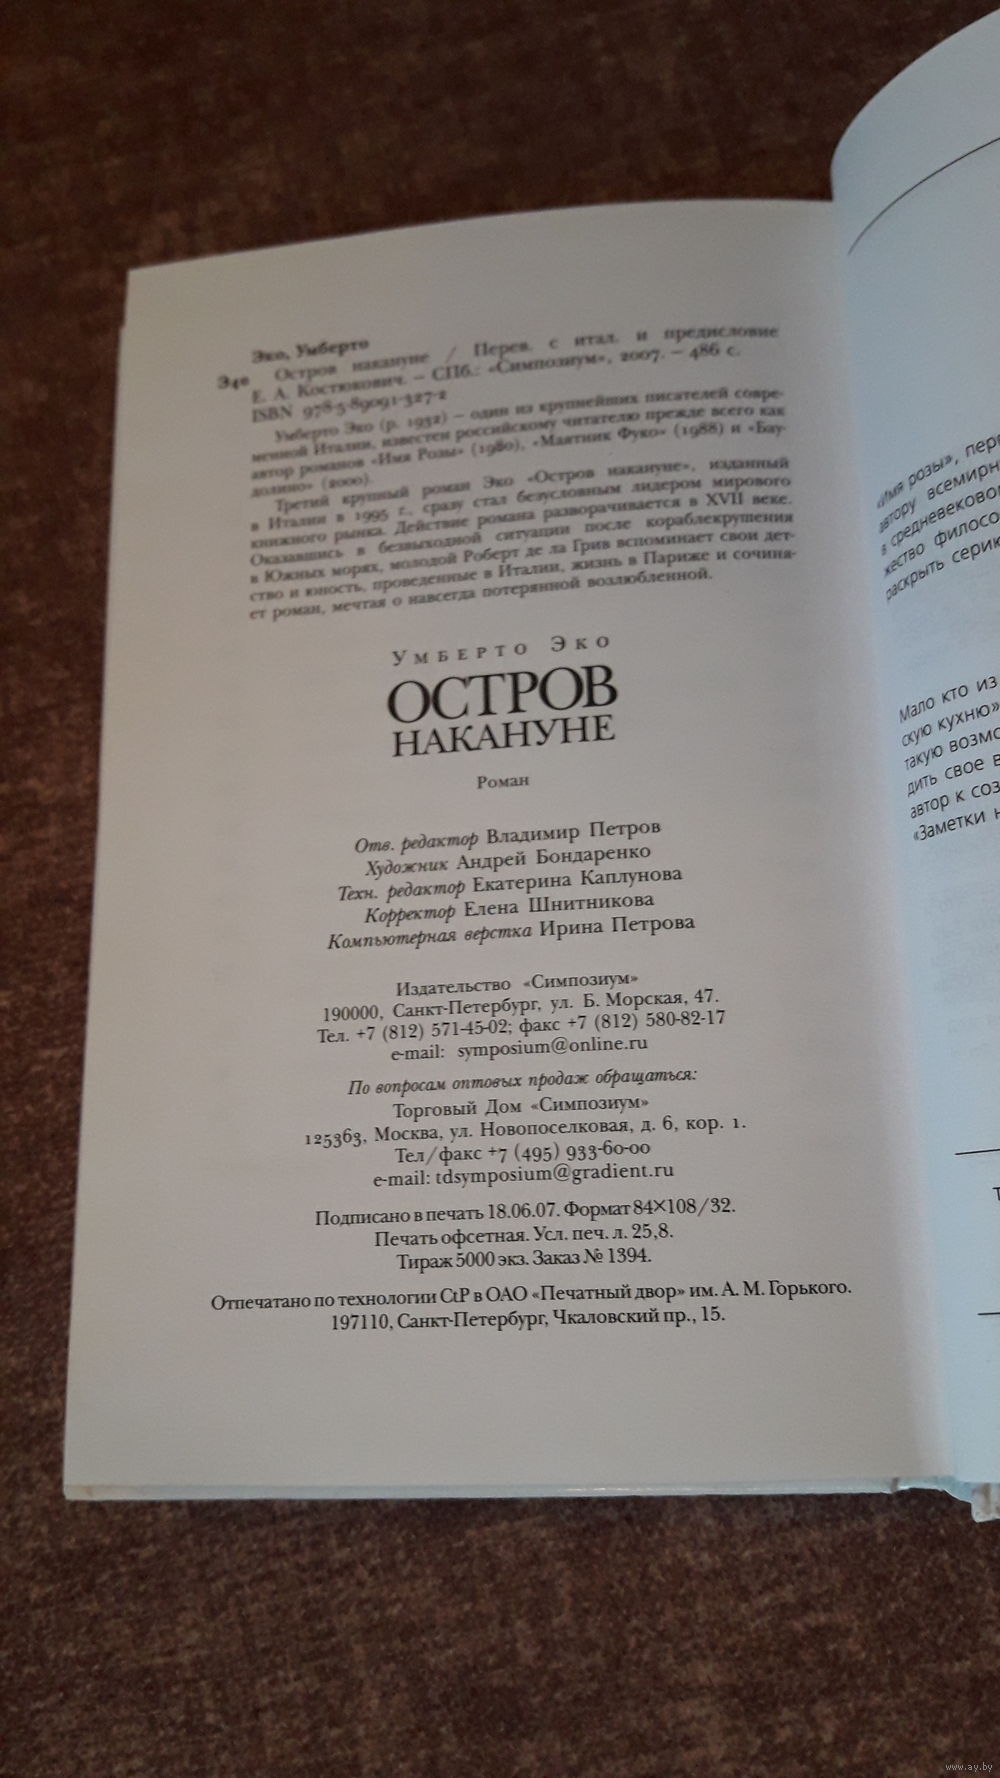 Эко, Умберто
Э40 Остров накануне / Перев. с итал. и предисловие
Е. А. Костюкович. – СПб.: «Симпозиум», 2007. – 486 с.
ISBN 978-5-89091-327-2
Умберто Эко (р. 1932) – один из крупнейших писателей совре-
менной Италии, известен российскому читателю прежде всего как
автор романов «Имя Розы» (1980), «Маятник Фуко» (1988) и «Бау-
долино» (2000).
Третий крупный роман Эко «Остров накануне», изданный
в Италии в 1995 г., сразу стал безусловным лидером мирового
книжного рынка. Действие романа разворачивается в XVII веке.
Оказавшись в безвыходной ситуации после кораблекрушения
в Южных морях, молодой Роберт де ла Грив вспоминает свои дет-
ство и юность, проведенные в Италии, жизнь в Париже и сочиня-
ет роман, мечтая о навсегда потерянной возлюбленной.
Умберто Эко
ОСТРОВ
НАКАНУНЕ
Роман
Отв. редактор Владимир Петров
Художник Андрей Бондаренко
Техн. редактор Екатерина Каплунова
Корректор Елена Шнитникова
Компьютерная верстка Ирина Петрова
Издательство «Симпозиум»
190000, Санкт-Петербург, ул. Б. Морская, 47.
Тел. +7 (812) 571-45-02; факс +7 (812) 580-82-17
e-mail: symposium@online.ru
По вопросам оптовых продаж обращаться:
Торговый Дом «Симпозиум»
125363, Москва, ул. Новопоселковая, д. 6, кор. 1.
Тел/факс +7 (495) 933-60-00
e-mail: tdsymposium@gradient.ru
Подписано в печать 18.06.07. Формат 84×108/32.
Печать офсетная. Усл. печ. л. 25,8.
Тираж 5000 экз. Заказ № 1394.
Отпечатано по технологии CtP в ОАО «Печатный двор» им. А. М. Горького.
197110, Санкт-Петербург, Чкаловский пр., 15.
«Имя розы», пер
автору всемирн
в средневеково
жество филосо
раскрыть сери
Мало кто из
скую кухню»
такую возмо
дить свое в
автор к соз
«Заметки н
Т
www.ay.by